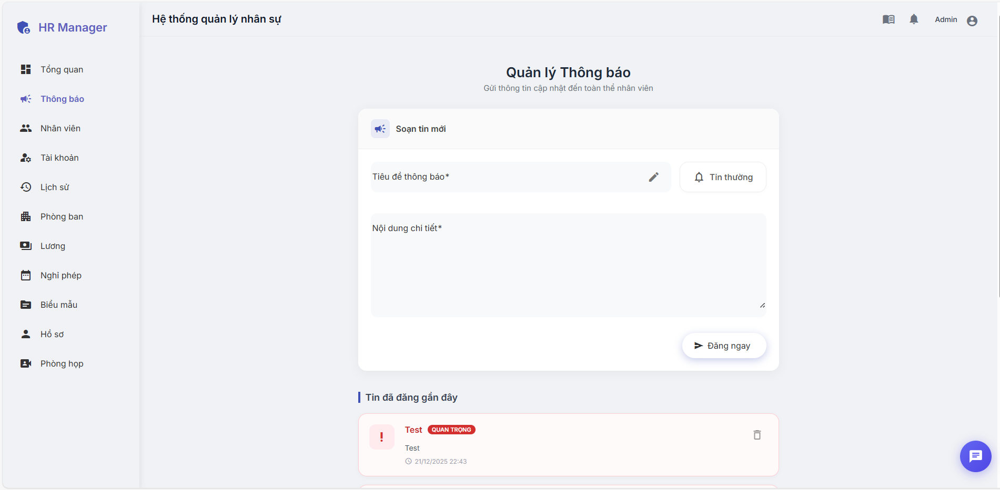 HR Manager
Hệ thống quản lý nhân sự
Admin
Tổng quan
Thông báo
Nhân viên
Tài khoản
Lịch sử
Phòng ban
Lương
Nghỉ phép
Biểu mẫu
Hồ sơ
Phòng họp
Quản lý Thông báo
Gửi thông tin cập nhật đến toàn thể nhân viên
Soạn tin mới
Tiêu đề thông báo*
Tin thường
Nội dung chi tiết*
Đăng ngay
Tin đã đăng gần đây
Test QUAN TRỌNG
Test
21/12/2025 22:43